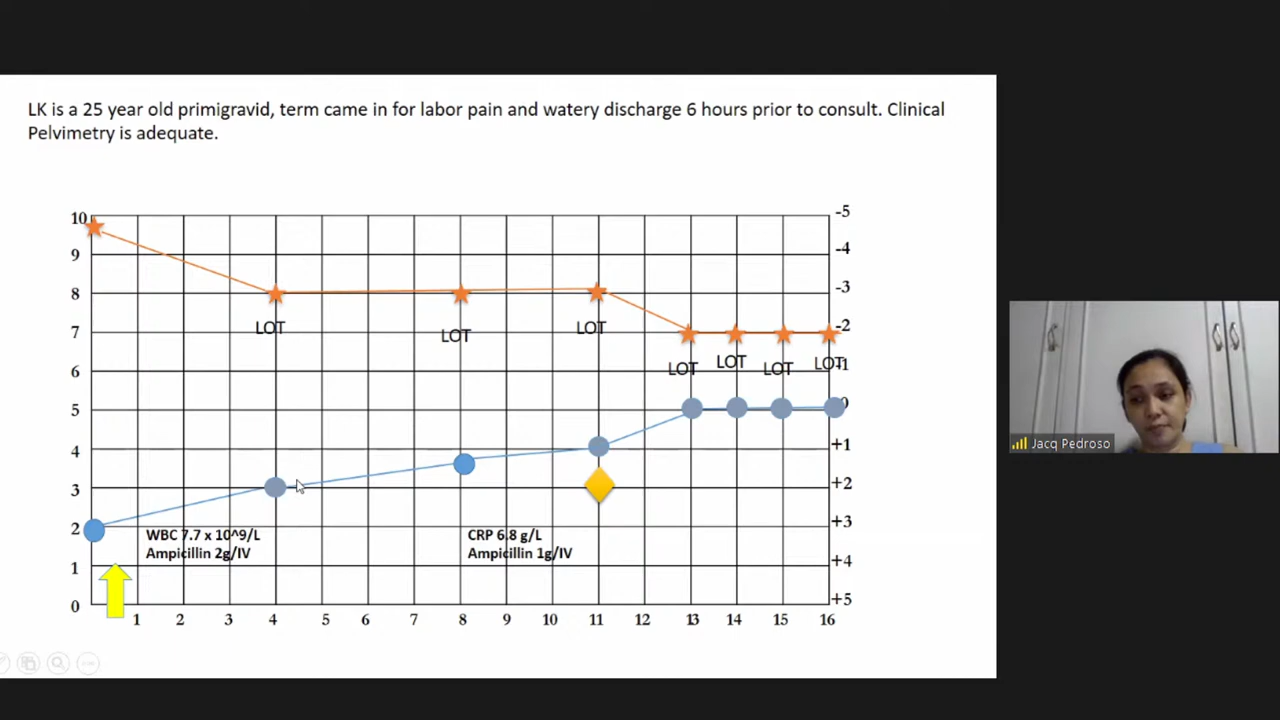 LK is a 25 year old primigravid, term came in for labor pain and watery discharge 6 hours prior to consult. Clinical
Pelvimetry is adequate.
10
9
8
7
6
5
4
3
2
1
0
-5
-4
-3
-2
-1
0
+1
+2
+3
+4
+5
LOT
LOT
LOT
LOT
LOT
LOT
LOT
WBC 7.7 x 10^9/L
Ampicillin 2g/IV
CRP 6.8 g/L
Ampicillin 1g/IV
1 2 3 4 5 6 7 8 9 10 11 12 13 14 15 16
Jacq Pedroso